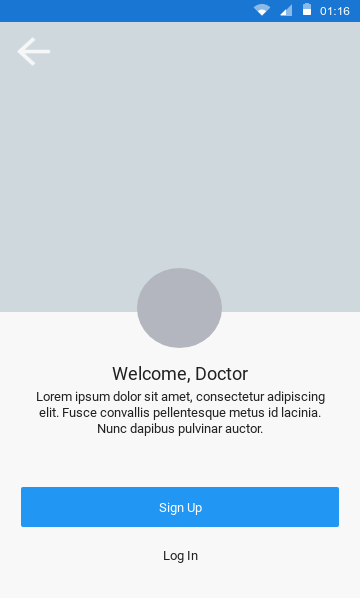 01:16
Welcome, Doctor
Lorem ipsum dolor sit amet, consectetur adipiscing
elit. Fusce convallis pellentesque metus id lacinia.
Nunc dapibus pulvinar auctor.
Sign Up
Log In